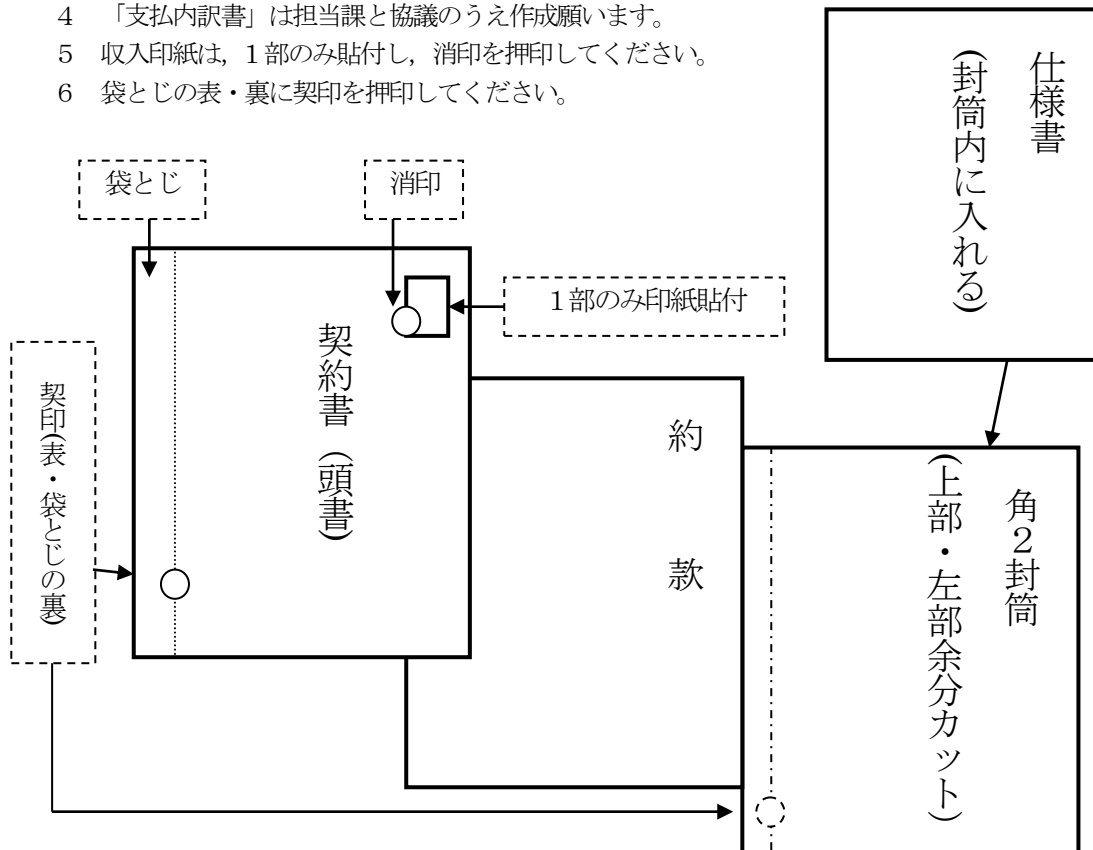 4 「支払内訳書」は担当課と協議のうえ作成願います。
5 収入印紙は，１部のみ貼付し，消印を押印してください。
6 袋とじの表・裏に契印を押印してください。
仕様書
(封筒内に入れる)
袋とじ
消印
１部のみ印紙貼付
契約書（頭書）
契印(表・袋とじの裏)
約款
角２封筒
(上部・左部余分カット)